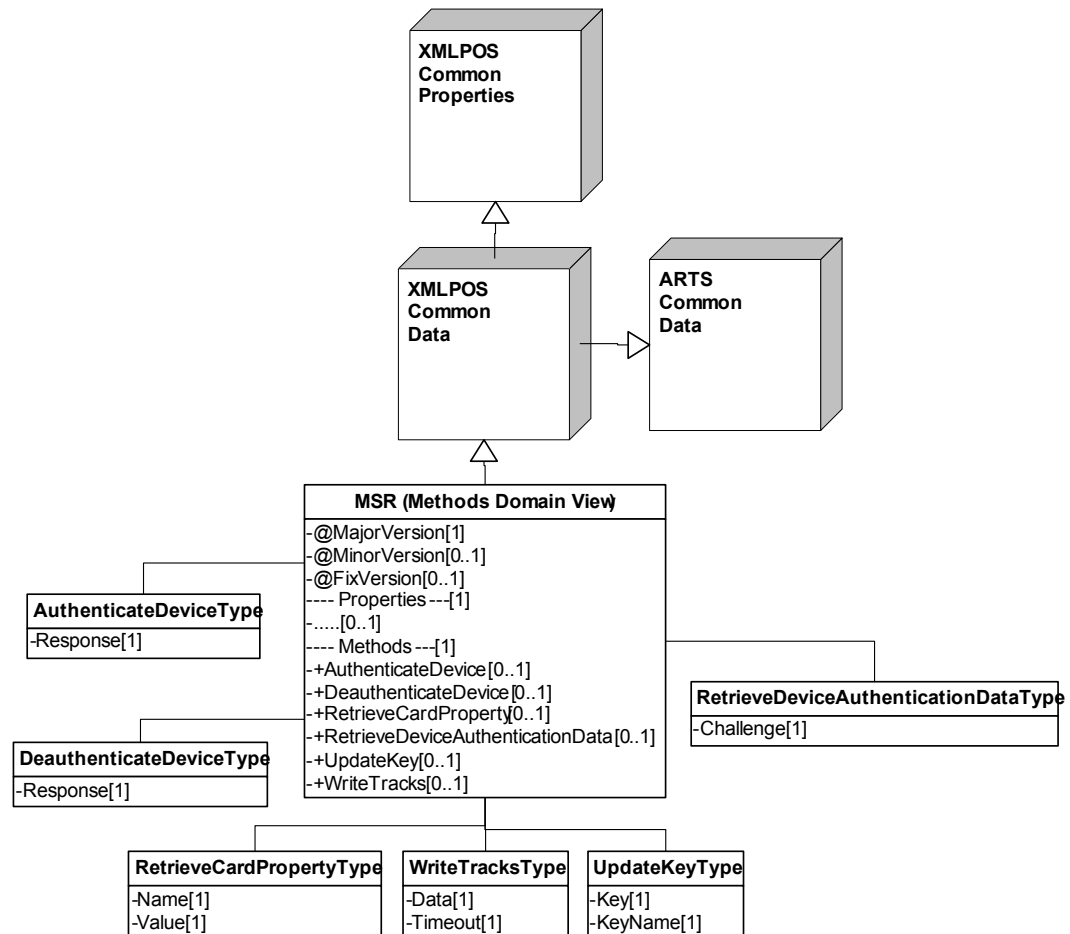 XMLPOS
Common
Properties
XMLPOS
Common
Data
ARTS
Common
Data
MSR (Methods Domain View)
-@MajorVersion[1]
-@MinorVersion[0..1]
-@FixVersion[0..1]
---- Properties ---[1]
-.....[0..1]
---- Methods ---[1]
-+AuthenticateDevice[0..1]
-+DeauthenticateDevice[0..1]
-+RetrieveCardProperty[0..1]
-+RetrieveDeviceAuthenticationData[0..1]
-+UpdateKey[0..1]
-+WriteTracks[0..1]
AuthenticateDeviceType
-Response[1]
DeauthenticateDeviceType
-Response[1]
RetrieveDeviceAuthenticationDataType
-Challenge[1]
RetrieveCardPropertyType
-Name[1]
-Value[1]
WriteTracksType
-Data[1]
-Timeout[1]
UpdateKeyType
-Key[1]
-KeyName[1]